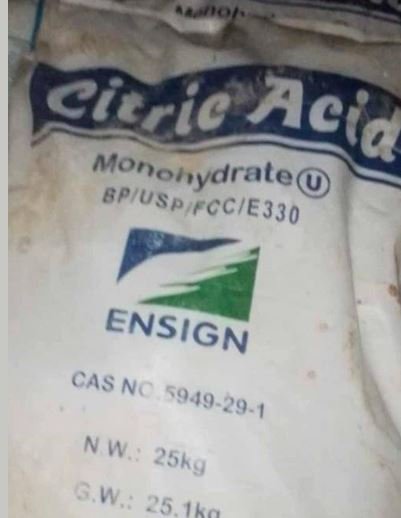 Citric Acid
Monohydrate U
BP/USP/FCC/E330
ENSIGN
CAS NO.5949-29-1
N.W.: 25kg
G.W.: 25.1kg